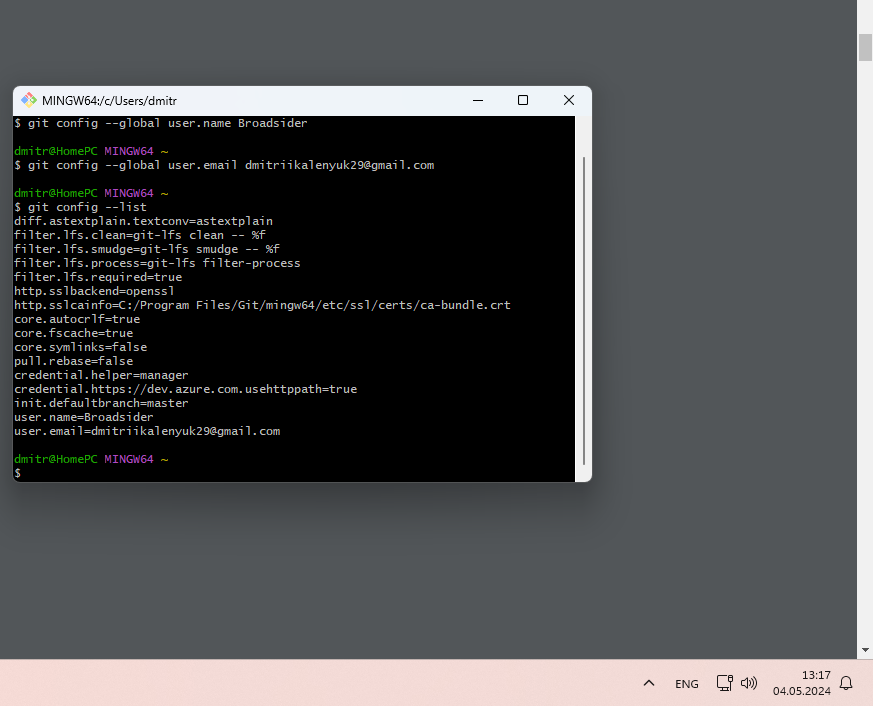 MINGW64:/c/Users/dmitr
$ git config --global user.name Broadsider
dmitr@HomePC MINGW64 ~
$ git config --global user.email dmitriikalenyuk29@gmail.com
dmitr@HomePC MINGW64 ~
$ git config --list
diff.astextplain.textconv=astextplain
filter.lfs.clean=git-lfs clean -- %f
filter.lfs.smudge=git-lfs smudge -- %f
filter.lfs.process=git-lfs filter-process
filter.lfs.required=true
http.sslbackend=openssl
http.sslcainfo=C:/Program Files/Git/mingw64/etc/ssl/certs/ca-bundle.crt
core.autocrlf=true
core.fscache=true
core.symlinks=false
pull.rebase=false
credential.helper=manager
credential.https://dev.azure.com.usehttppath=true
init.defaultbranch=master
user.name=Broadsider
user.email=dmitriikalenyuk29@gmail.com
dmitr@HomePC MINGW64 ~
$
ENG
13:17
04.05.2024